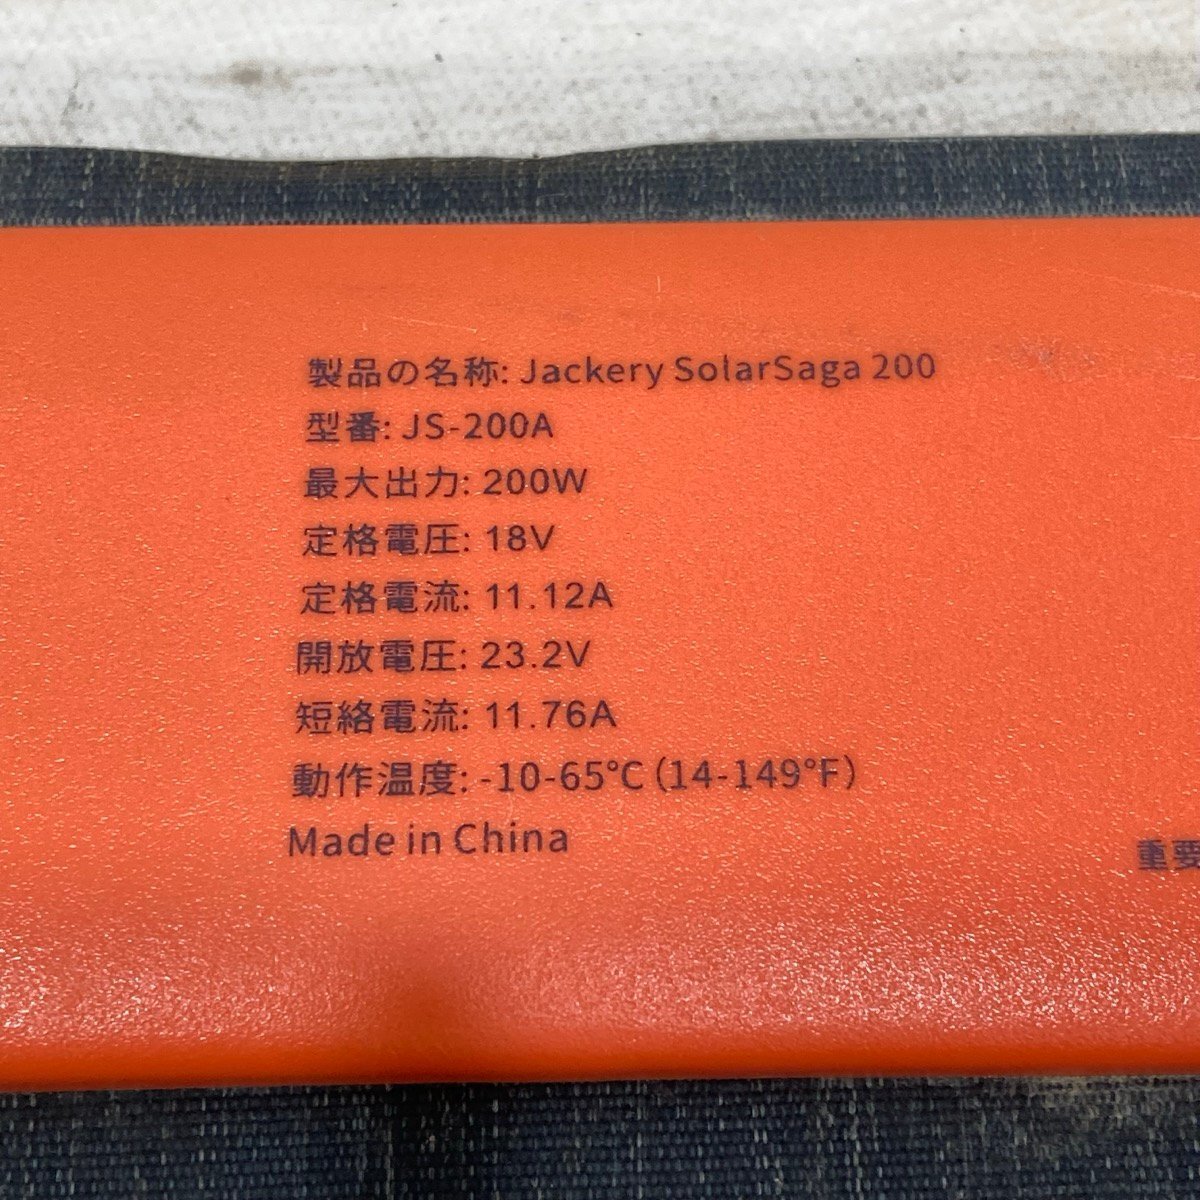 製品の名称: Jackery SolarSaga 200
型番: JS-200A
最大出力: 200W
定格電圧: 18V
定格電流: 11.12A
開放電圧: 23.2V
短絡電流: 11.76A
動作温度: -10-65℃ (14-149°F)
Made in China
重要